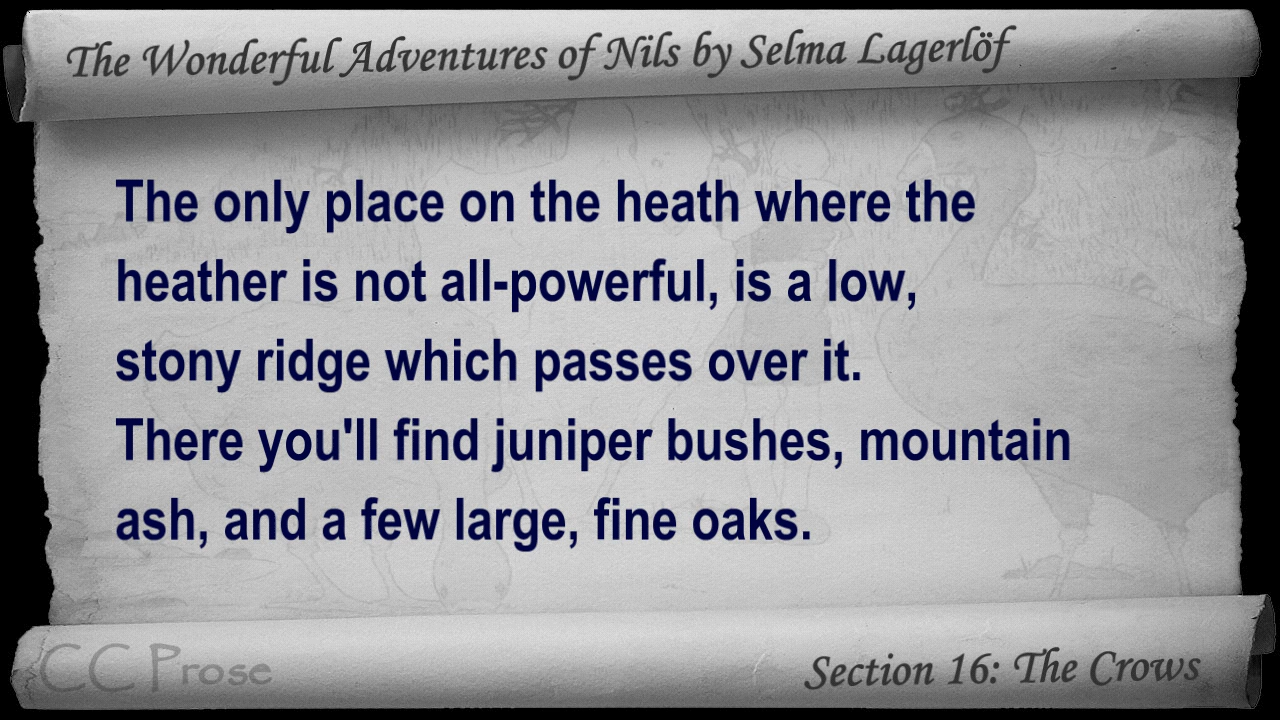 The Wonderful Adventures of Nils by Selma Lagerlöf
The only place on the heath where the
heather is not all-powerful, is a low,
stony ridge which passes over it.
There you'll find juniper bushes, mountain
ash, and a few large, fine oaks.
CC Prose
Section 16: The Crows